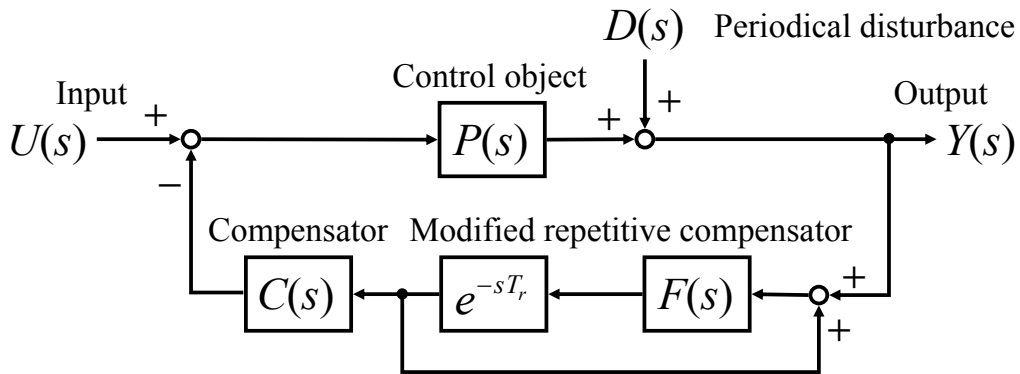 D(s) Periodical disturbance
Control object
Input
Output
+
+
+
U(s)
P(s)
Y(s)
−
Compensator
Modified repetitive compensator
+
C(s)
e^{-sT_r}
F(s)
+